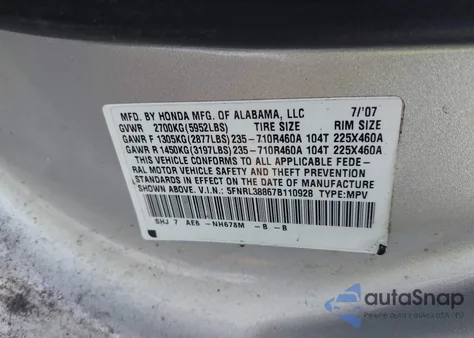 MFD. BY HONDA MFG. OF ALABAMA, LLC 7/'07
GVWR 2700KG(5952LBS) TIRE SIZE RIM SIZE
GAWR F 1305KG(2877LBS)235-710R460A 104T 225X460A
GAWR R 1450KG(3197LBS)235-710R460A 104T 225X460A
THIS VEHICLE CONFORMS TO ALL APPLICABLE FEDE-
RAL MOTOR VEHICLE SAFETY AND THEFT PREVENTION
STANDARDS IN EFFECT ON THE DATE OF MANUFACTURE
SHOWN ABOVE. V.I.N.: 5FNRL38867B110928 TYPE:MPV
SHJ 7 AE6 -NH678M -B -B
autoSnap